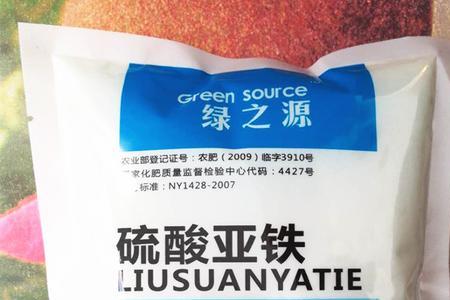 Green source
绿之源
农业部登记证号：农肥（2009）临字3910号
国家化肥质量监督检验中心代码：4427号
标准：NY1428-2007
硫酸亚铁
LIUSUANYATIE